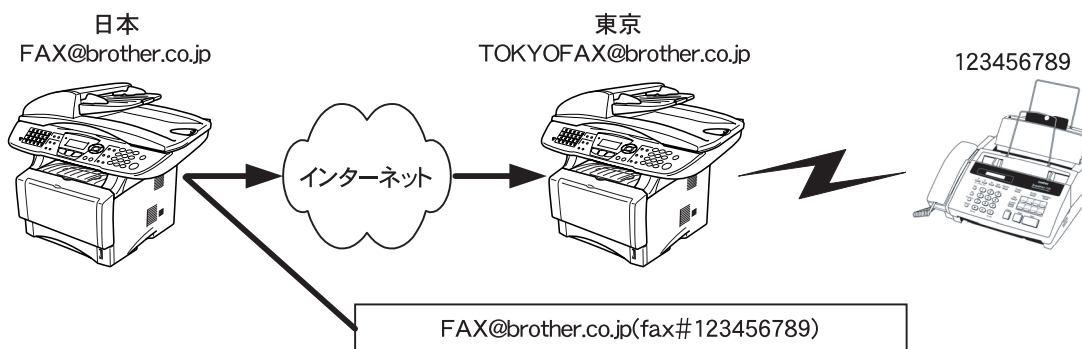 日本
FAX@brother.co.jp
東京
TOKYOFAX@brother.co.jp
123456789
インターネット
FAX@brother.co.jp(fax#123456789)